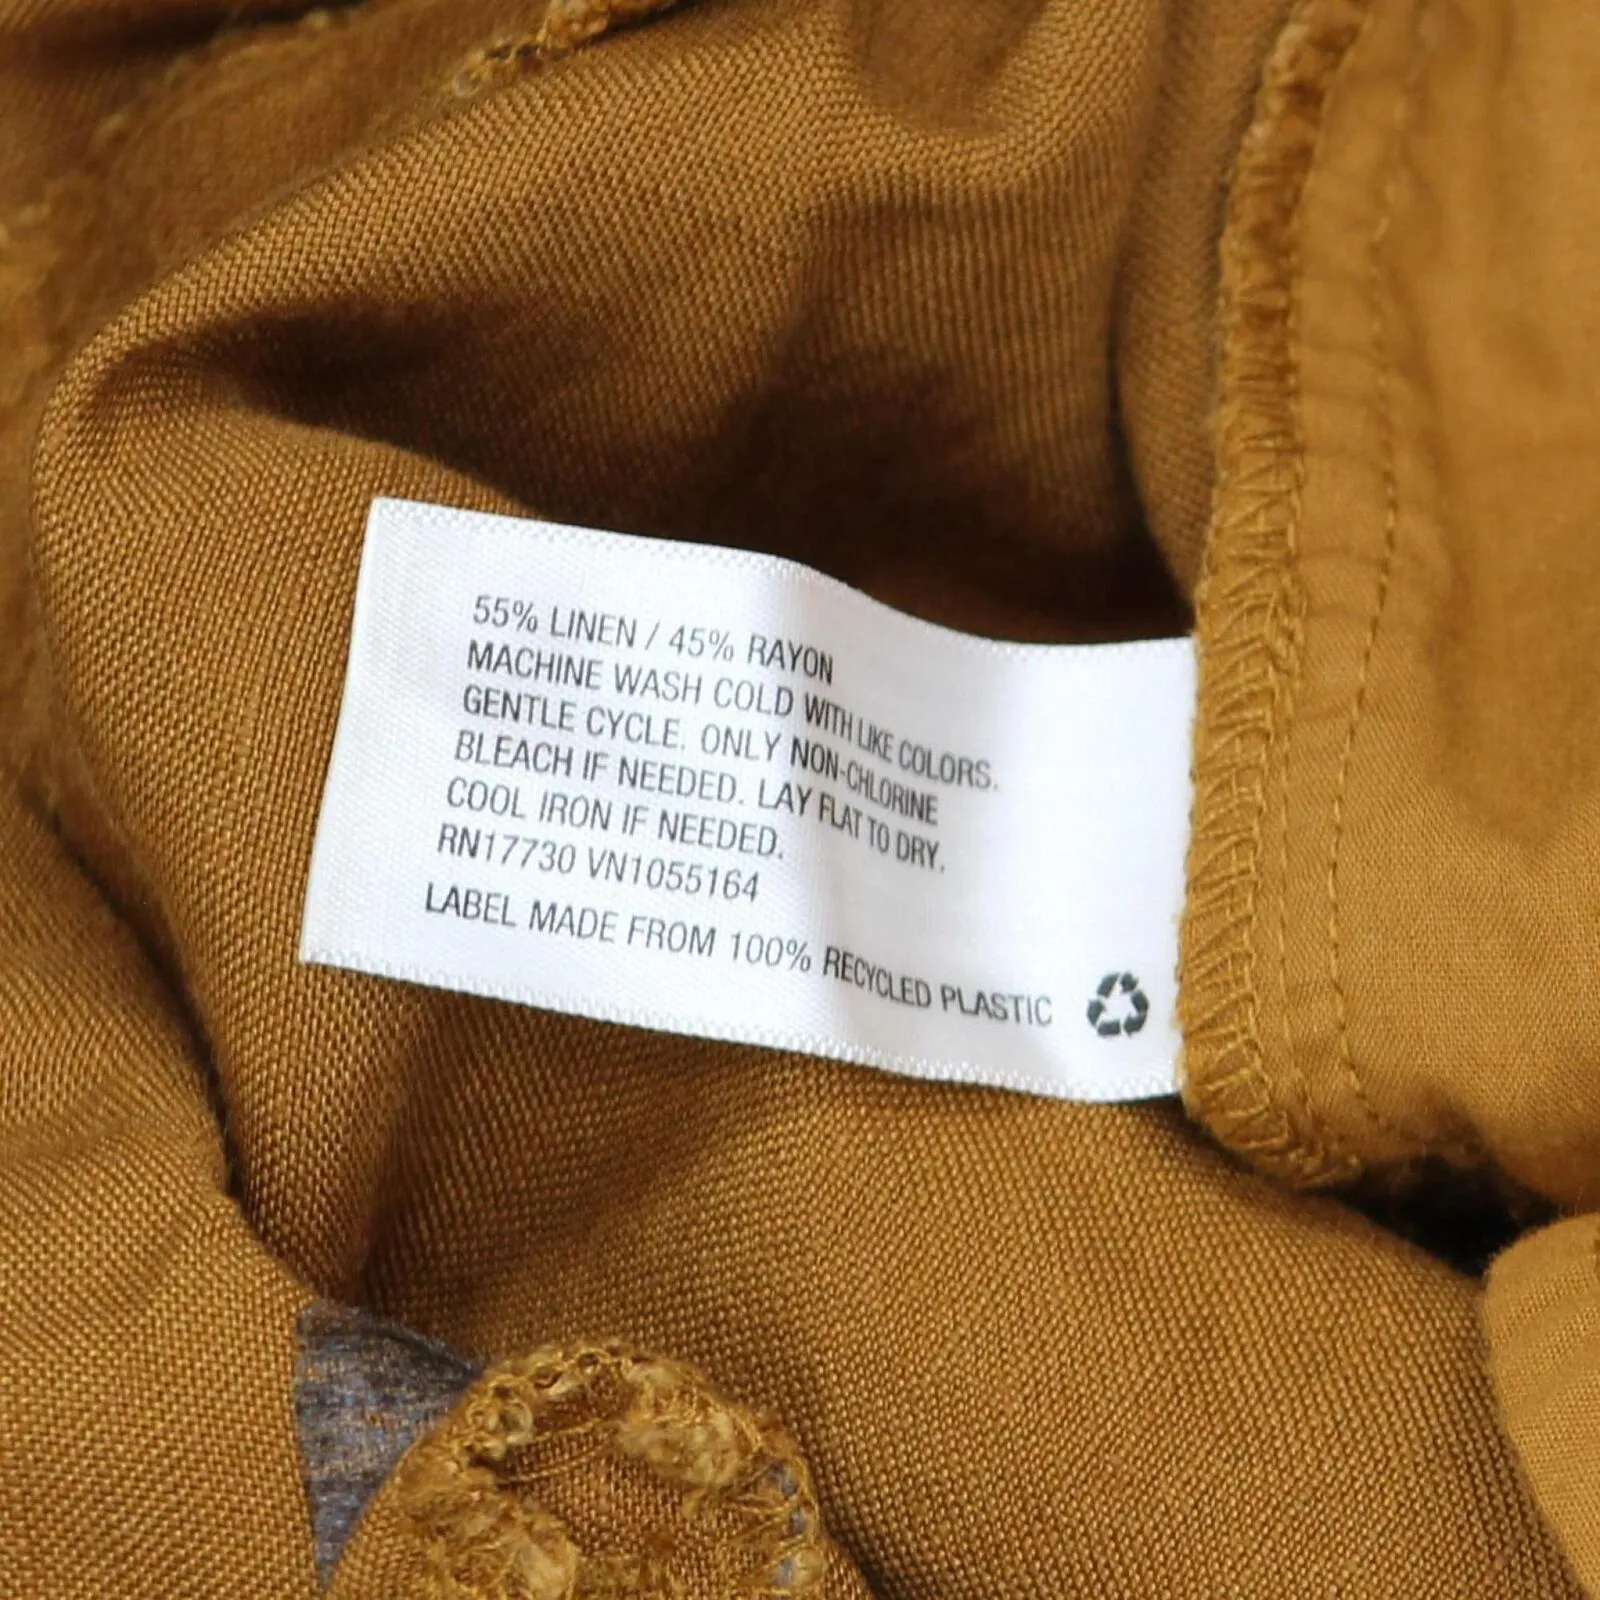 55% LINEN / 45% RAYON
MACHINE WASH COLD WITH LIKE COLORS.
GENTLE CYCLE. ONLY NON-CHLORINE
BLEACH IF NEEDED. LAY FLAT TO DRY.
COOL IRON IF NEEDED.
RN17730 VN1055164
LABEL MADE FROM 100% RECYCLED PLASTIC